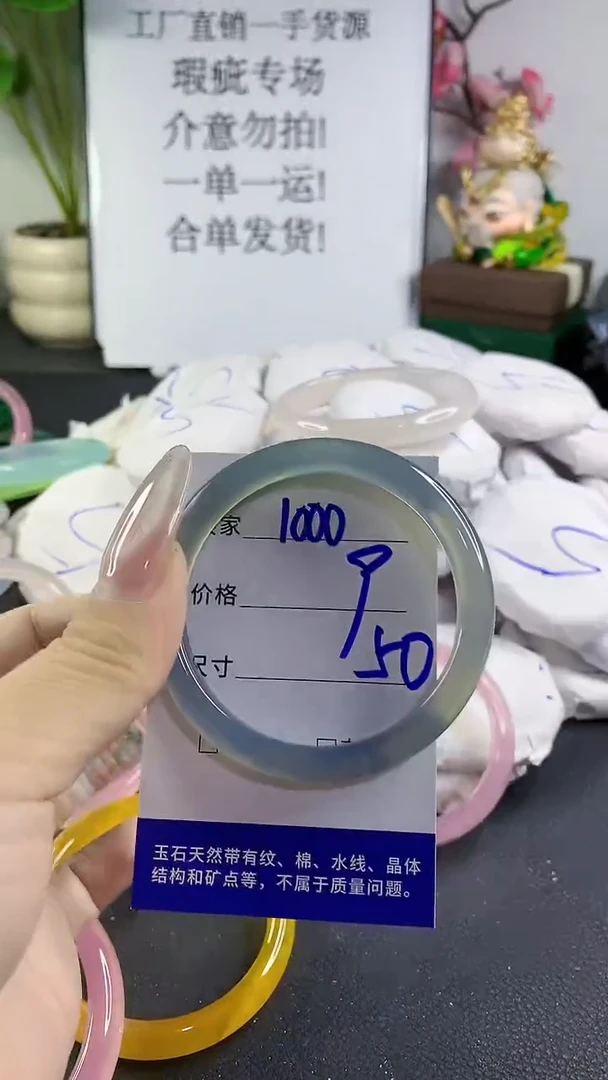 工厂直销一手货源
瑕疵专场
介意勿拍!
一单一运!
合单发货!
家 1000
价格
尺寸 50
玉石天然带有纹、棉、水线、晶体
结构和矿点等，不属于质量问题。